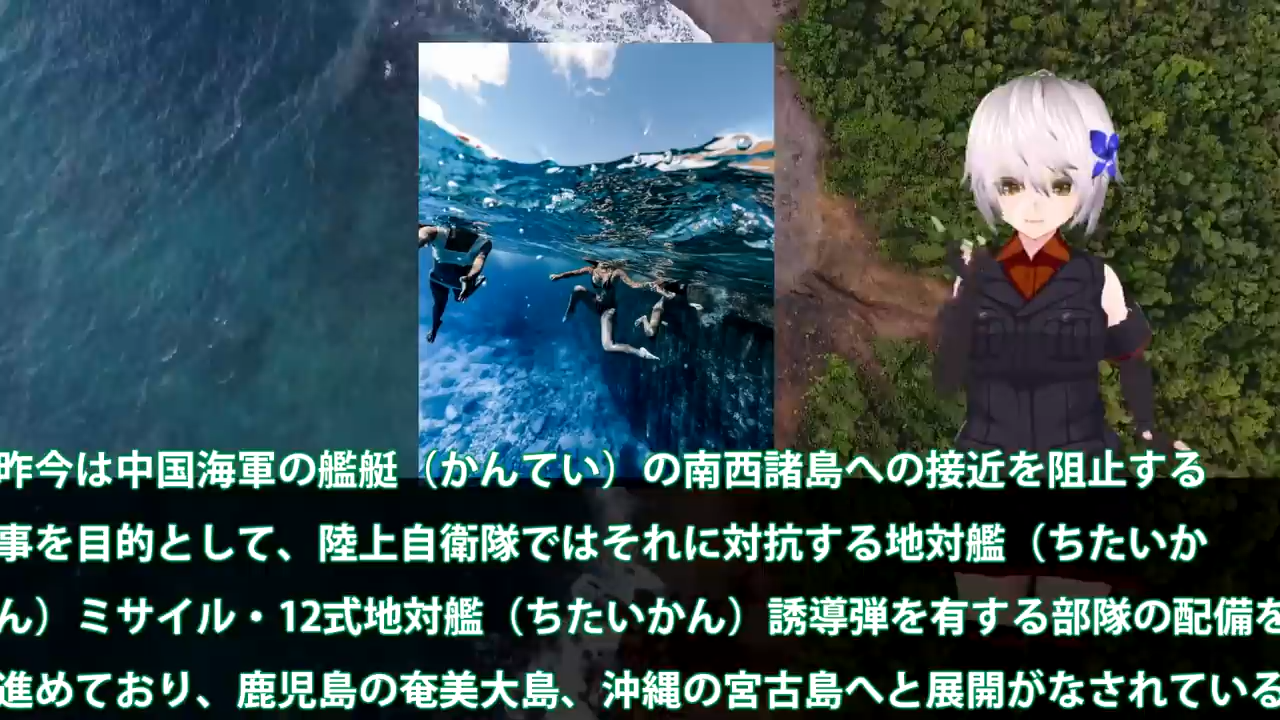 昨今は中国海軍の艦艇（かんてい）の南西諸島への接近を阻止する
事を目的として、陸上自衛隊ではそれに対抗する地対艦（ちたいか
ん）ミサイル・12式地対艦（ちたいかん）誘導弾を有する部隊の配備を
進めており、鹿児島の奄美大島、沖縄の宮古島へと展開がなされている